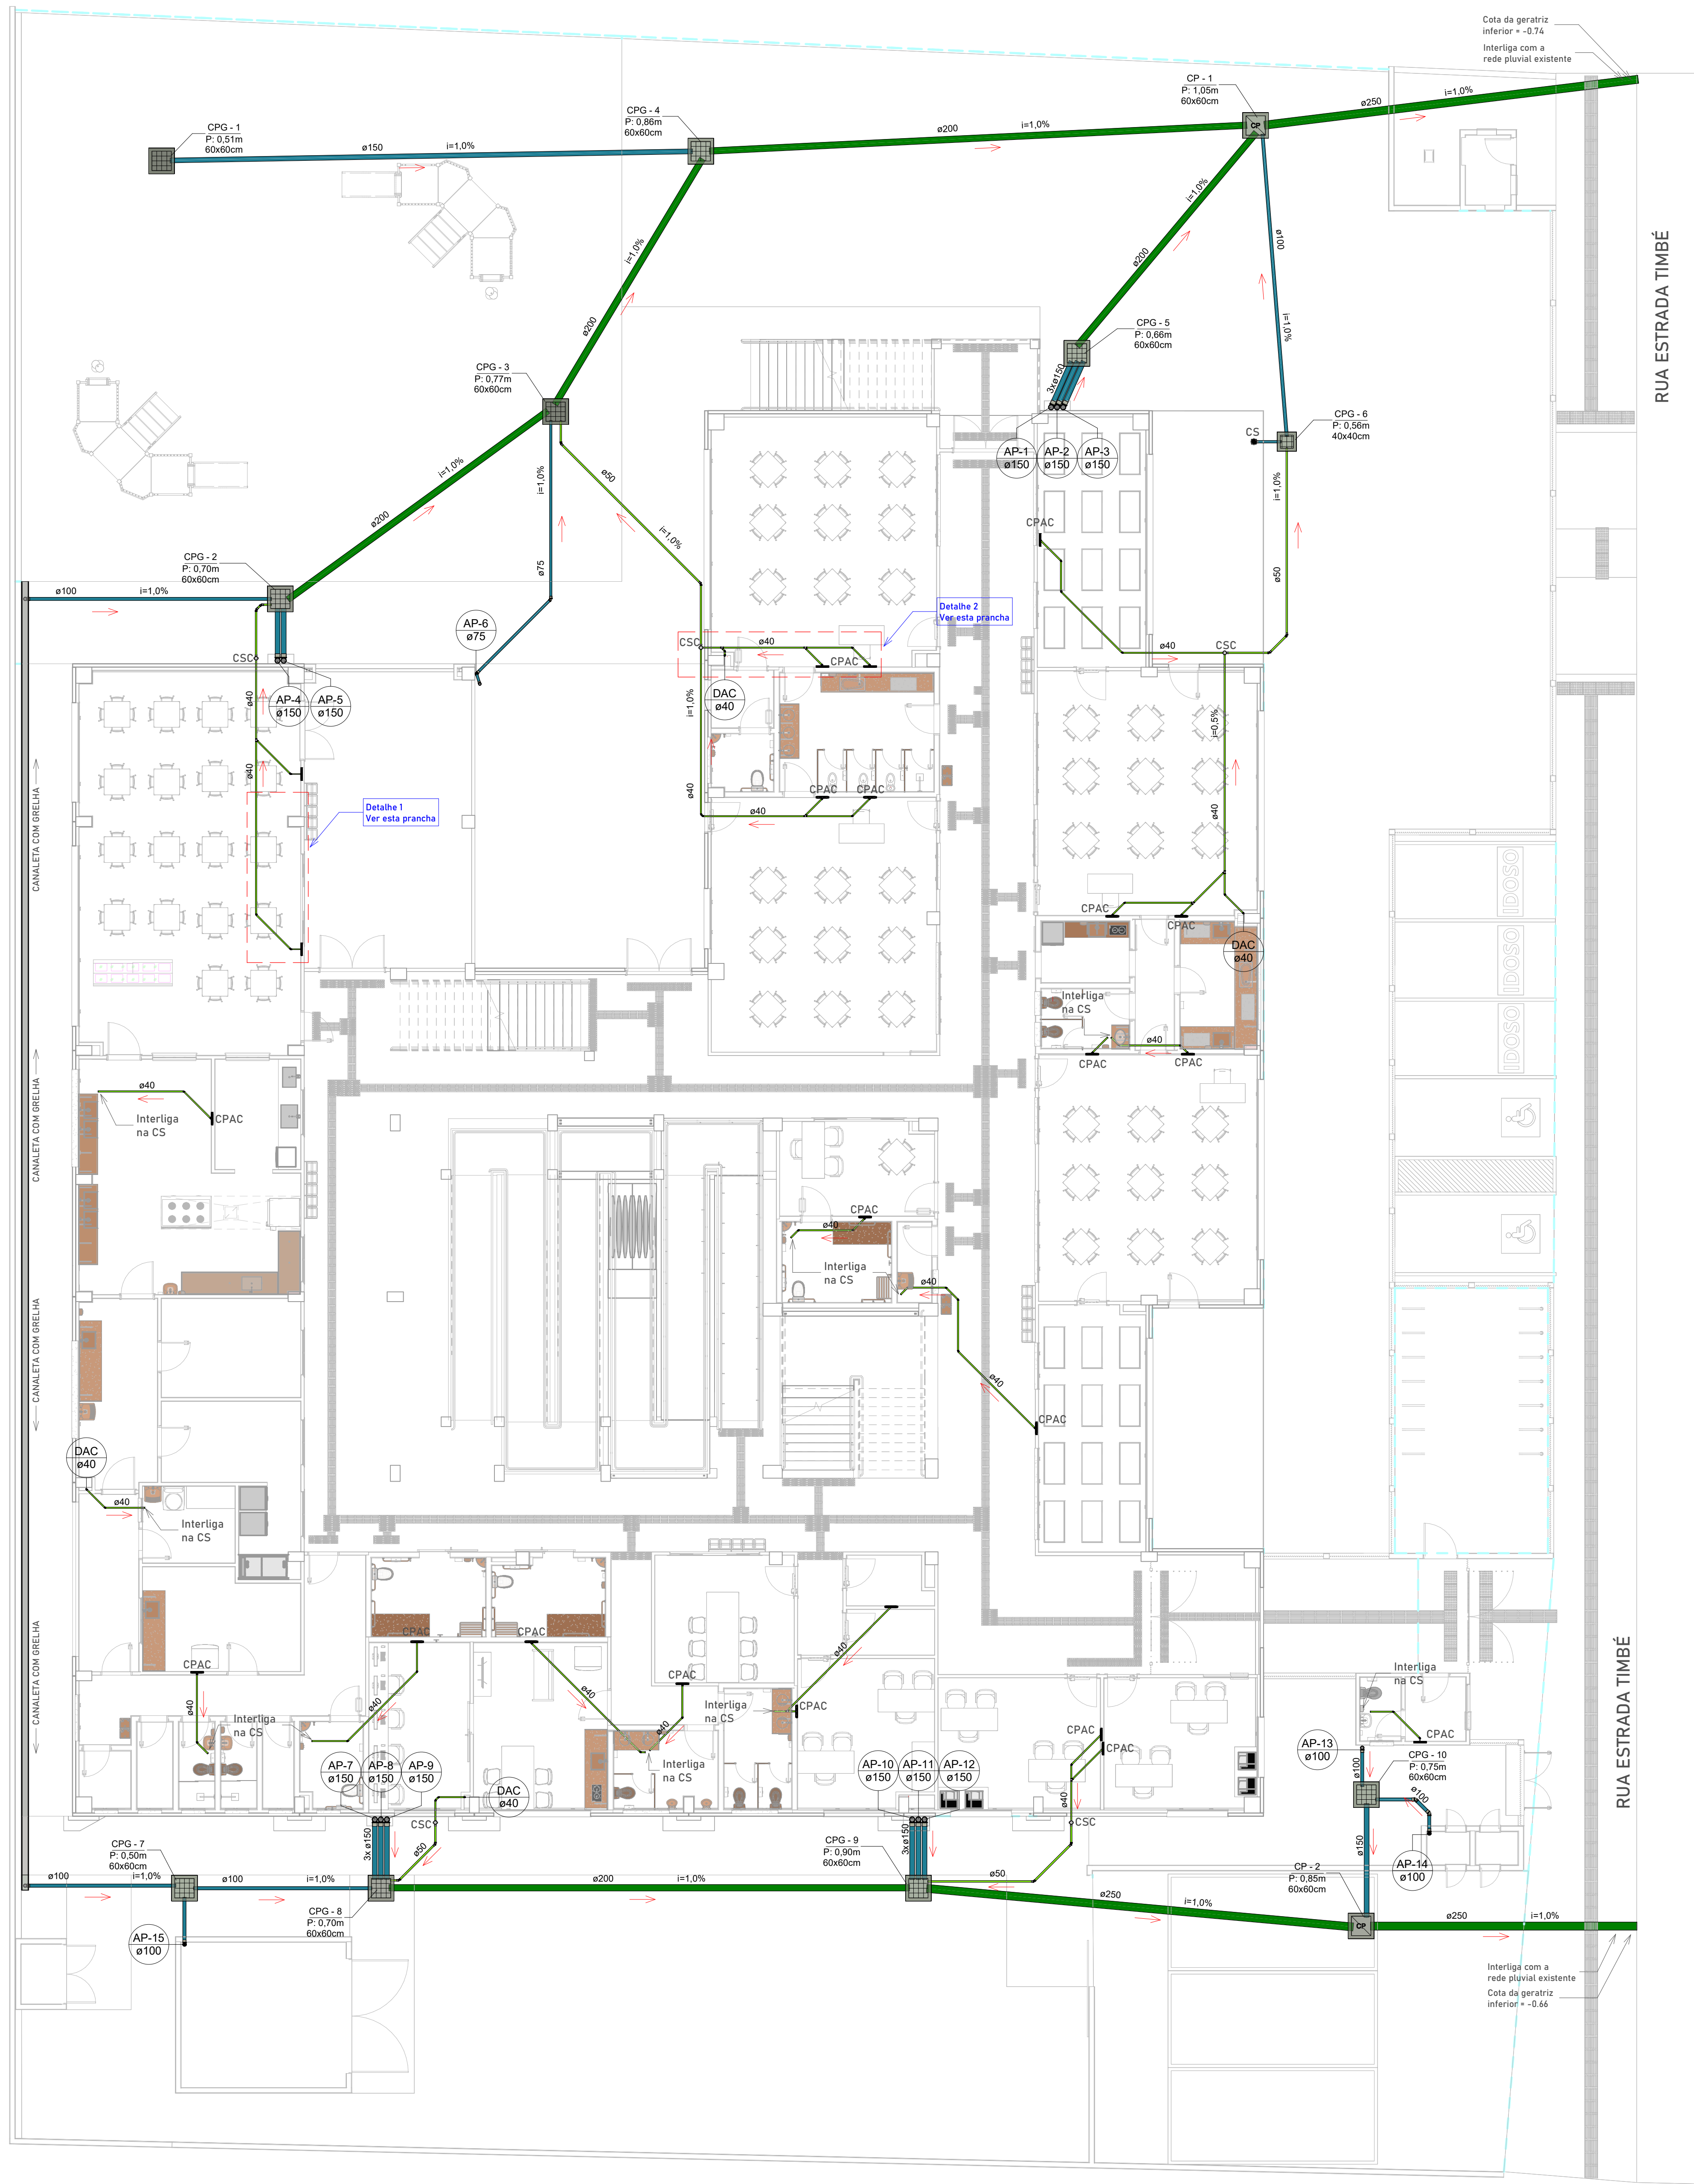 Cota da geratriz
inferior = -0.74
Interliga com a
rede pluvial existente
CP - 1
P: 1,05m
60x60cm
CP
ø250
i=1,0%
CPG - 4
P: 0,86m
60x60cm
ø200
i=1,0%
CPG - 1
P: 0,51m
60x60cm
ø150
i=1,0%
i=1,0%
ø200
i=1,0%
ø200
ø100
i=1,0%
RUA ESTRADA TIMBÉ
CPG - 5
P: 0,66m
60x60cm
3xø150
CPG - 3
P: 0,77m
60x60cm
CPG - 6
P: 0,56m
40x40cm
CS
AP-1
ø150
AP-2
ø150
AP-3
ø150
i=1,0%
ø200
i=1,0%
ø75
ø50
i=1,0%
i=1,0%
ø50
CPAC
CPG - 2
P: 0,70m
60x60cm
ø100
i=1,0%
AP-6
ø75
Detalhe 2
Ver esta prancha
CSC
ø40
CPAC
CSC
ø40
CSC
AP-4
ø150
AP-5
ø150
DAC
ø40
ø40
i=1,0%
i=0,5%
ø40
ø40
CPAC
CPAC
ø40
ø40
Detalhe 1
Ver esta prancha
CANALETA COM GRELHA
IDOSO
CPAC
CPAC
DAC
ø40
IDOSO
Interliga
na CS
ø40
CPAC
CPAC
IDOSO
ø40
Interliga
na CS
CPAC
CANALETA COM GRELHA
CPAC
ø40
Interliga
na CS
ø40
CANALETA COM GRELHA
ø40
CPAC
DAC
ø40
ø40
Interliga
na CS
CANALETA COM GRELHA
CPAC
CPAC
CPAC
ø40
CPAC
ø40
ø40
ø40
ø40
Interliga
na CS
Interliga
na CS
CPAC
Interliga
na CS
CPAC
CPAC
ø40
Interliga
na CS
CPAC
RUA ESTRADA TIMBÉ
AP-7
ø150
AP-8
ø150
AP-9
ø150
DAC
ø40
AP-10
ø150
AP-11
ø150
AP-12
ø150
AP-13
ø100
ø100
CPG - 10
P: 0,75m
60x60cm
ø100
ø150
AP-14
ø100
CSC
CSC
3x ø150
ø50
3x ø150
ø50
CPG - 7
P: 0,50m
60x60cm
CPG - 9
P: 0,90m
60x60cm
ø100
i=1,0%
ø100
i=1,0%
ø200
i=1,0%
CP - 2
P: 0,85m
60x60cm
CPG - 8
P: 0,70m
60x60cm
ø250
i=1,0%
CP
ø250
i=1,0%
AP-15
ø100
Interliga com a
rede pluvial existente
Cota da geratriz
inferior = -0.66